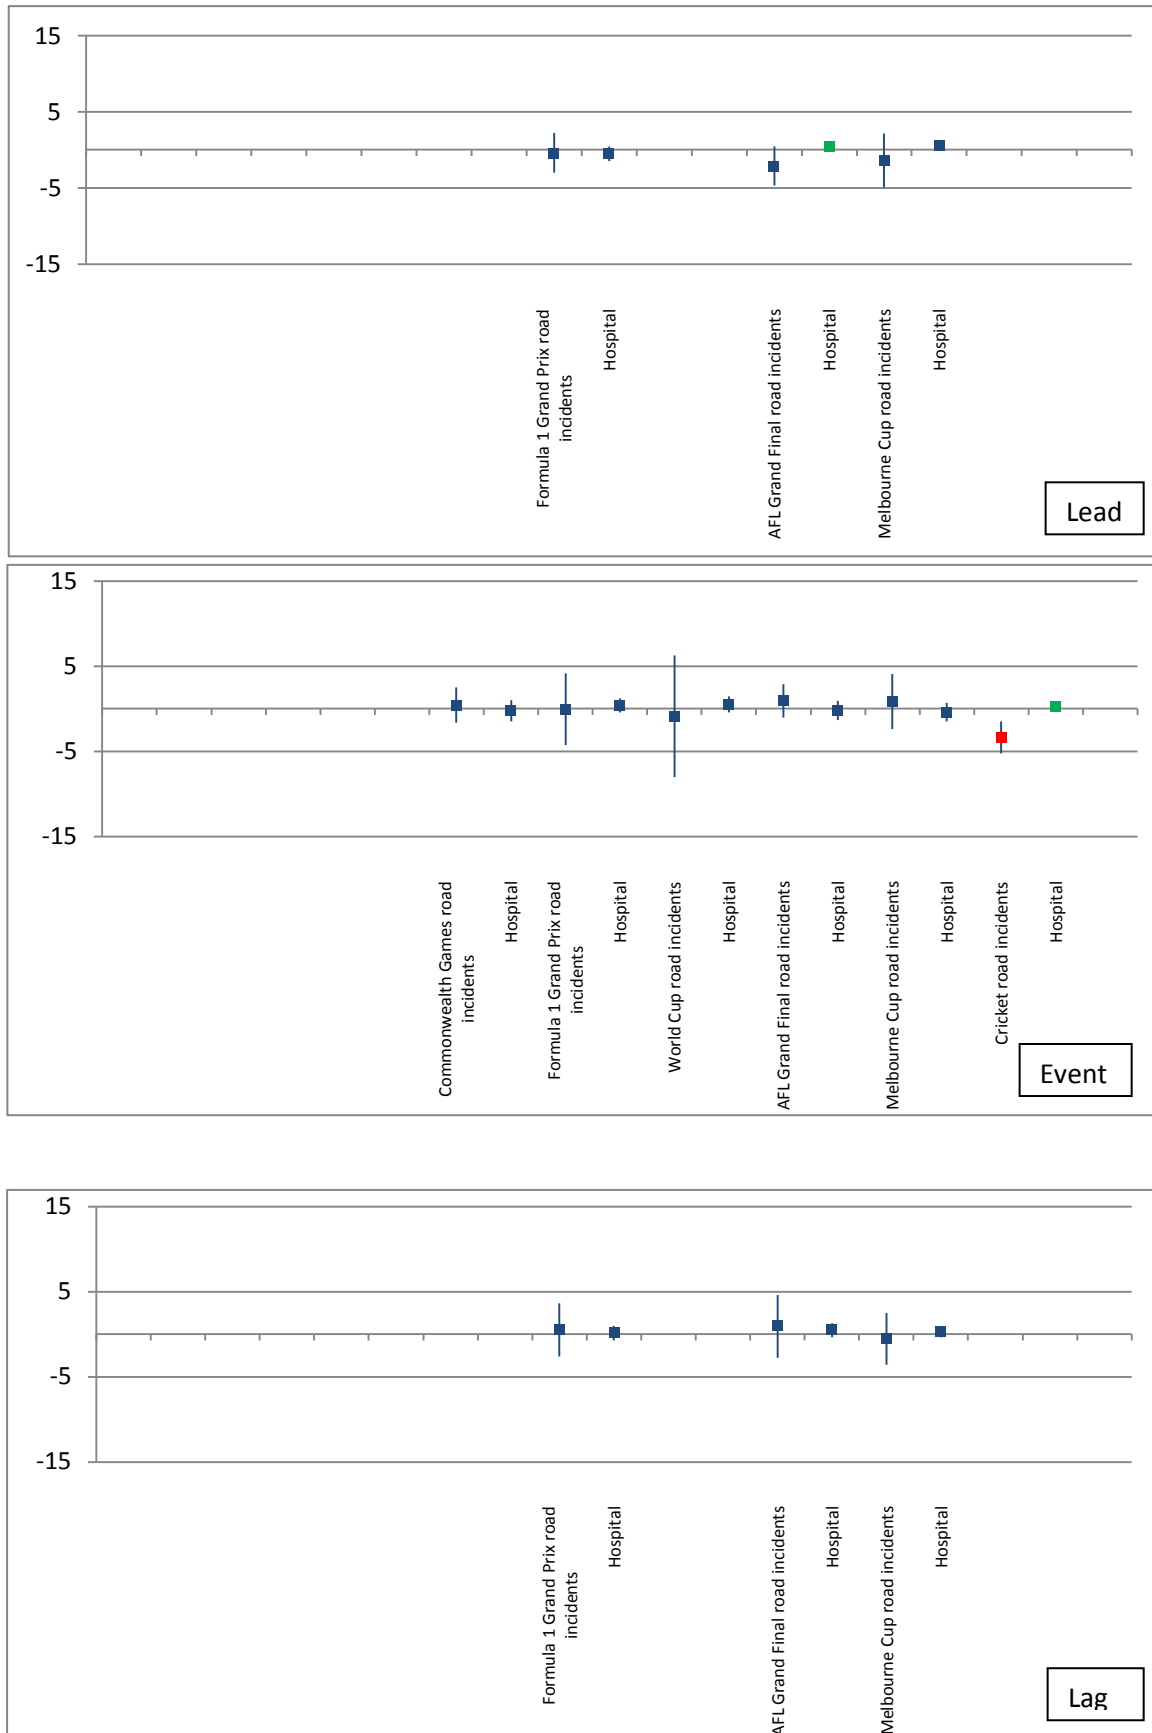 15
5
-5
-15
Formula 1 Grand Prix road
incidents
Hospital
AFL Grand Final road incidents
Hospital
Melbourne Cup road incidents
Hospital
Lead
15
5
-5
-15
Commonwealth Games road
incidents
Hospital
Formula 1 Grand Prix road
incidents
Hospital
World Cup road incidents
Hospital
AFL Grand Final road incidents
Hospital
Melbourne Cup road incidents
Hospital
Cricket road incidents
Hospital
Event
15
5
-5
-15
Formula 1 Grand Prix road
incidents
Hospital
AFL Grand Final road incidents
Hospital
Melbourne Cup road incidents
Hospital
Lag